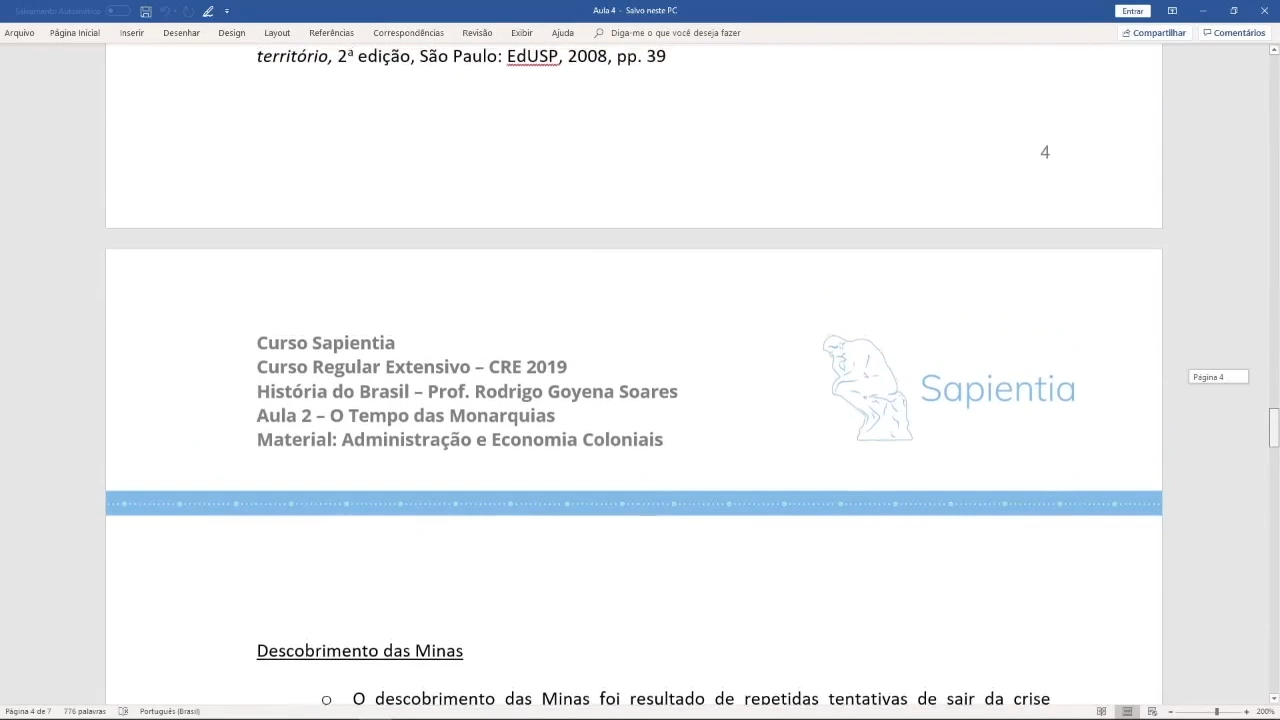 Salvamento Automático
Aula 4 - Salvo neste PC
Entrar
Arquivo Página Inicial Inserir Desenhar Design Layout Referências Correspondências Revisão Exibir Ajuda Diga-me o que você deseja fazer Compartilhar Comentários
território, 2ª edição, São Paulo: EdUSP, 2008, pp. 39
4
Curso Sapientia
Curso Regular Extensivo – CRE 2019
História do Brasil – Prof. Rodrigo Goyena Soares
Aula 2 – O Tempo das Monarquias
Material: Administração e Economia Coloniais
Sapientia
Página 4
Descobrimento das Minas
o O descobrimento das Minas foi resultado de repetidas tentativas de sair da crise
Página 4 de 7 776 palavras Português (Brasil) 200%